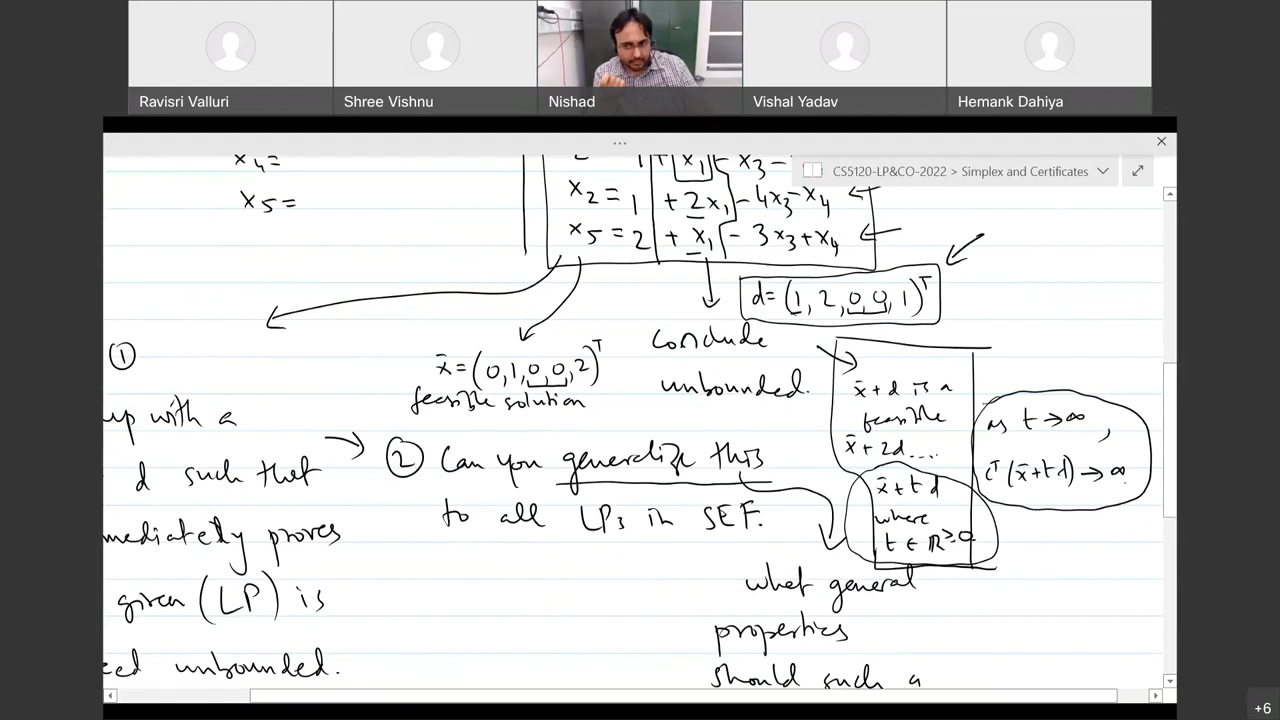 Ravisri Valluri
Shree Vishnu
Nishad
Vishal Yadav
Hemank Dahiya
CS5120-LP&CO-2022 > Simplex and Certificates
x4=
x5=
x2 = 1 + 2x1 - 4x3 - x4
x5 = 2 + x1 - 3x3 + x4
d = (1, 2, 0, 0, 1)^T
conclude
unbounded.
x̄ = (0, 1, 0, 0, 2)^T
feasible solution
①
up with a
d such that
mediately proves
given (LP) is
eed unbounded.
② Can you generalize this
to all LPs in SEF.
x̄ + d is a
feasible
x̄ + 2d ....
x̄ + td
where
t ∈ ℝ≥0
as t → ∞,
c^T(x̄ + td) → ∞.
what general
properties
should such a
+6